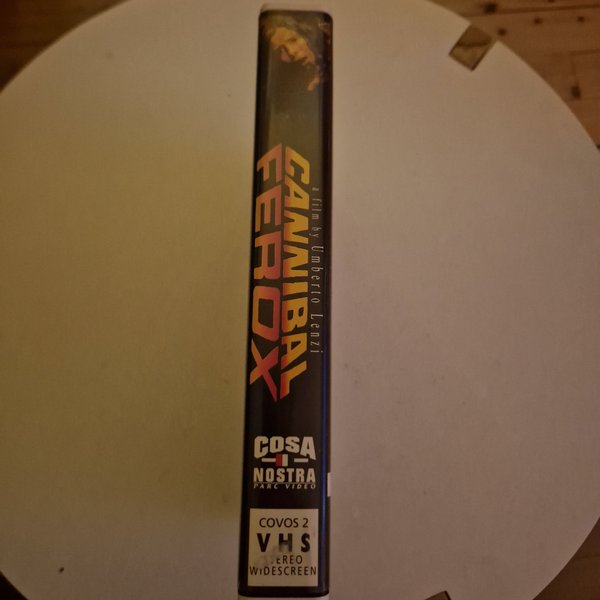 a film by Umberto Lenzi
CANNIBAL
FEROX
COSA
NOSTRA
PARC VIDEO
COVOS 2
VHS
WIDESCREEN